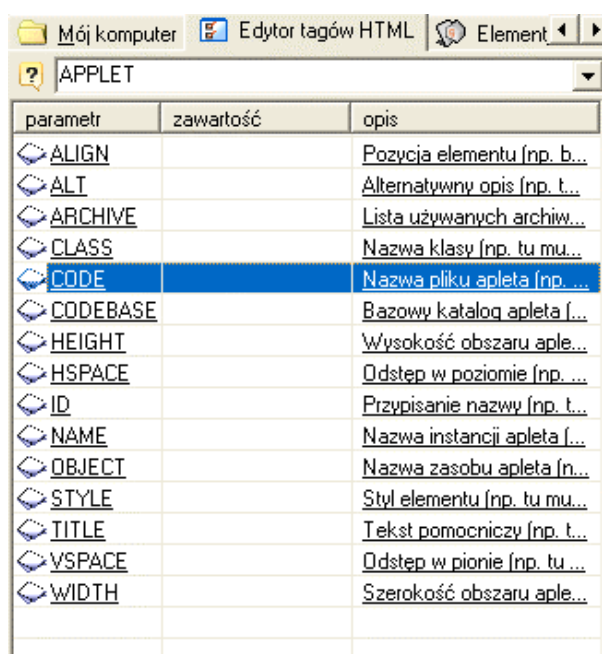 Mój komputer Edytor tagów HTML Element
APPLET
parametr zawartość opis
ALIGN Pozycja elementu (np. b...
ALT Alternatywny opis (np. t...
ARCHIVE Lista używanych archiw...
CLASS Nazwa klasy (np. tu mu...
CODE Nazwa pliku apleta (np. ...
CODEBASE Bazowy katalog apleta (...
HEIGHT Wysokość obszaru aple...
HSPACE Odstęp w poziomie (np. ...
ID Przypisanie nazwy (np. t...
NAME Nazwa instancji apleta (...
OBJECT Nazwa zasobu apleta (n...
STYLE Styl elementu (np. tu mu...
TITLE Tekst pomocniczy (np. t...
VSPACE Odstęp w pionie (np. tu ...
WIDTH Szerokość obszaru aple...